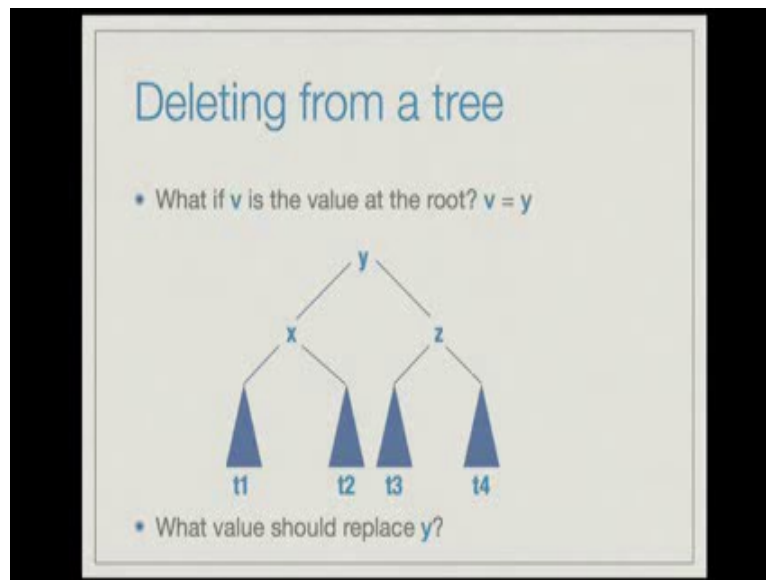 Deleting from a tree
• What if v is the value at the root? v = y
y
x z
t1 t2 t3 t4
• What value should replace y?